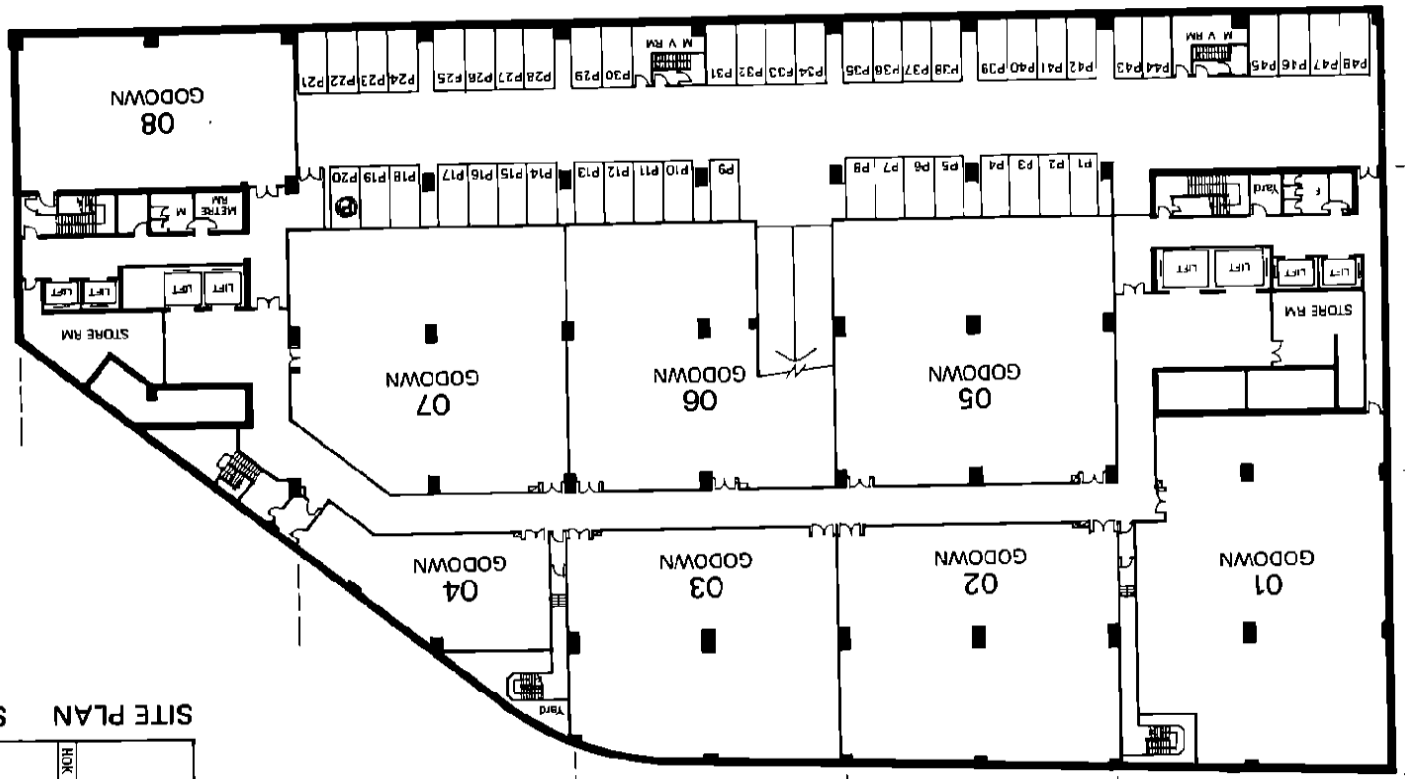 HOK
SITE PLAN S
Yard
01
GODOWN
02
GODOWN
03
GODOWN
04
GODOWN
05
GODOWN
06
GODOWN
07
GODOWN
STORE RM
STORE RM
LIFT LIFT LIFT LIFT
LIFT LIFT LIFT LIFT
F Yard
METRE RM
M
P1 P2 P3 P4 P5 P6 P7 P8 P9 P10 P11 P12 P13 P14 P15 P16 P17 P18 P19 P20
08
GODOWN
P48 P47 P46 P45 P44 P43 P42 P41 P40 P39 P38 P37 P36 P35 P34 P33 P32 P31 P30 P29 P28 P27 P26 P25 P24 P23 P22 P21
M V RM
M V RM